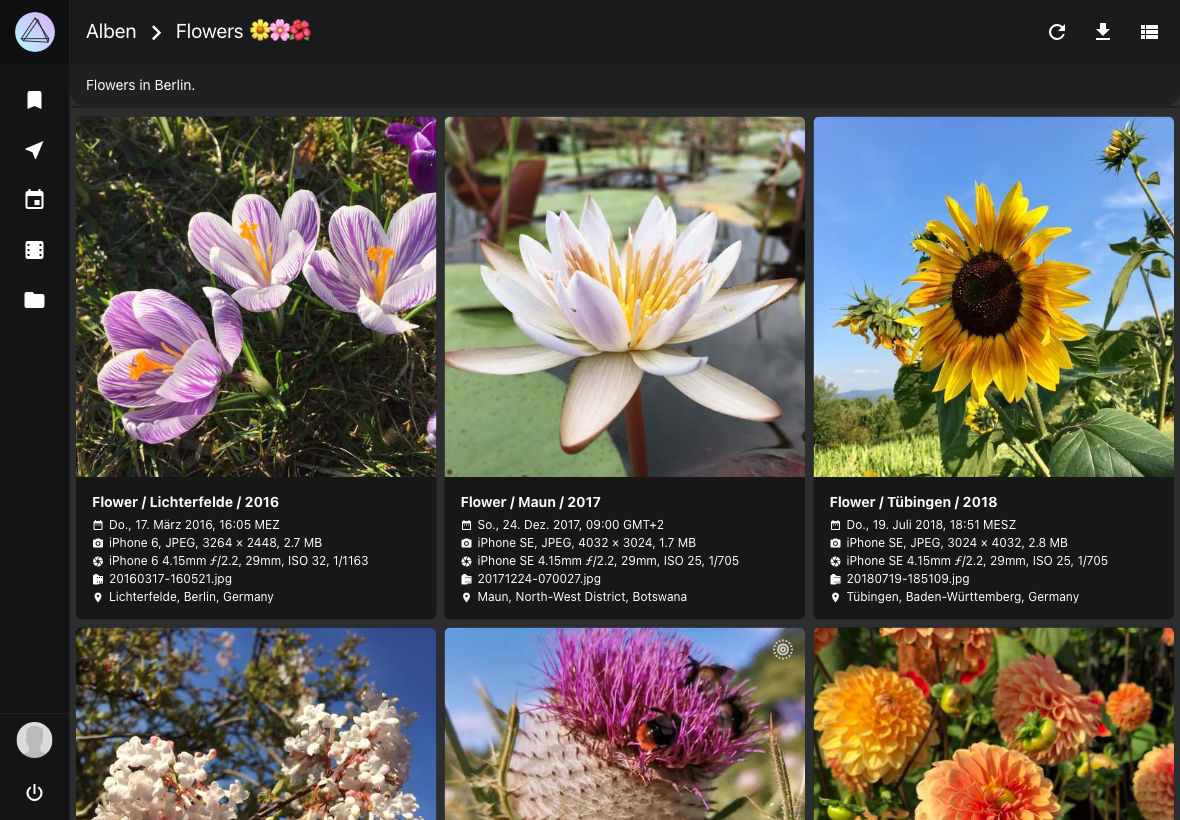 Alben > Flowers 🌼🌸🌺
Flowers in Berlin.
Flower / Lichterfelde / 2016
Do., 17. März 2016, 16:05 MEZ
iPhone 6, JPEG, 3264 × 2448, 2.7 MB
iPhone 6 4.15mm ƒ/2.2, 29mm, ISO 32, 1/1163
20160317-160521.jpg
Lichterfelde, Berlin, Germany
Flower / Maun / 2017
So., 24. Dez. 2017, 09:00 GMT+2
iPhone SE, JPEG, 4032 × 3024, 1.7 MB
iPhone SE 4.15mm ƒ/2.2, 29mm, ISO 25, 1/705
20171224-070027.jpg
Maun, North-West District, Botswana
Flower / Tübingen / 2018
Do., 19. Juli 2018, 18:51 MESZ
iPhone SE, JPEG, 3024 × 4032, 2.8 MB
iPhone SE 4.15mm ƒ/2.2, 29mm, ISO 25, 1/705
20180719-185109.jpg
Tübingen, Baden-Württemberg, Germany